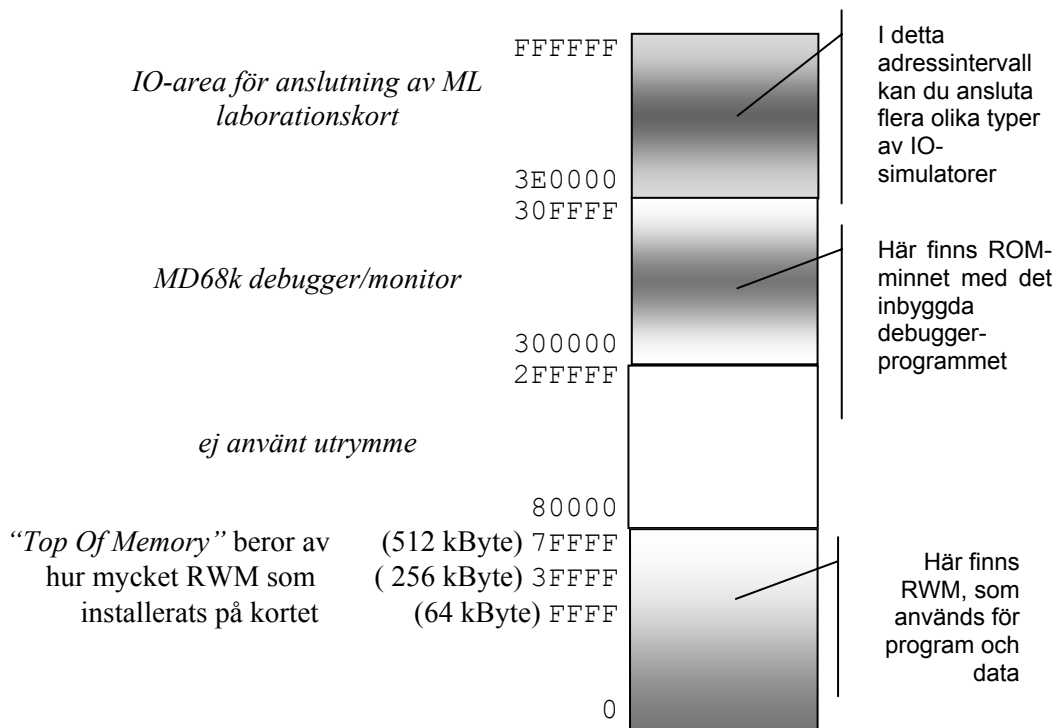 FFFFFF
IO-area för anslutning av ML
laborationskort
3E0000
30FFFF
MD68k debugger/monitor
300000
2FFFFF
ej använt utrymme
80000
“Top Of Memory” beror av (512 kByte) 7FFFF
hur mycket RWM som ( 256 kByte) 3FFFF
installerats på kortet (64 kByte) FFFF
0
I detta
adressintervall
kan du ansluta
flera olika typer
av IO-
simulatorer
Här finns ROM-
minnet med det
inbyggda
debugger-
programmet
Här finns
RWM, som
används för
program och
data